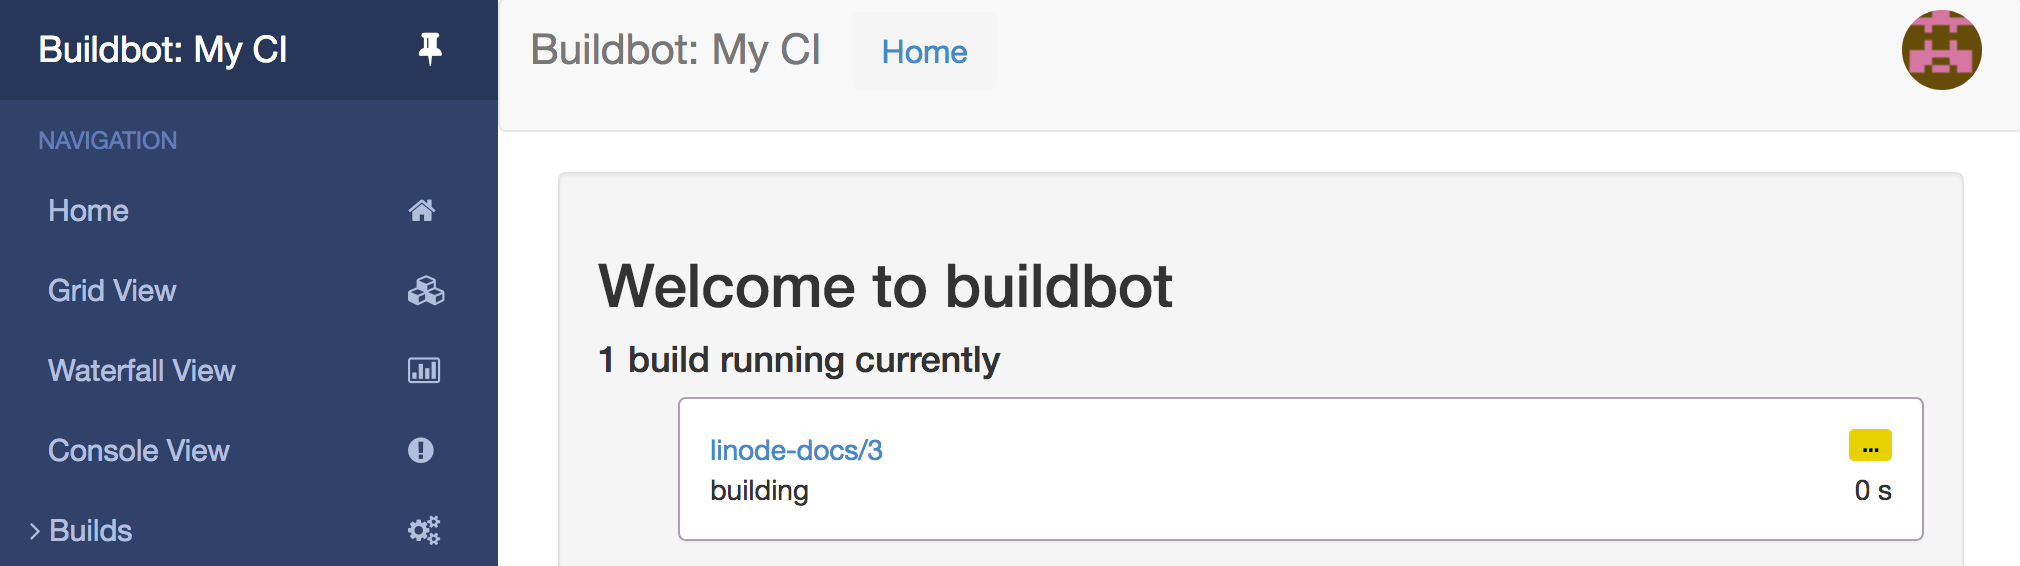 Buildbot: My CI
NAVIGATION
Home
Grid View
Waterfall View
Console View
Builds
Buildbot: My CI Home
Welcome to buildbot
1 build running currently
linode-docs/3 ...
building 0 s